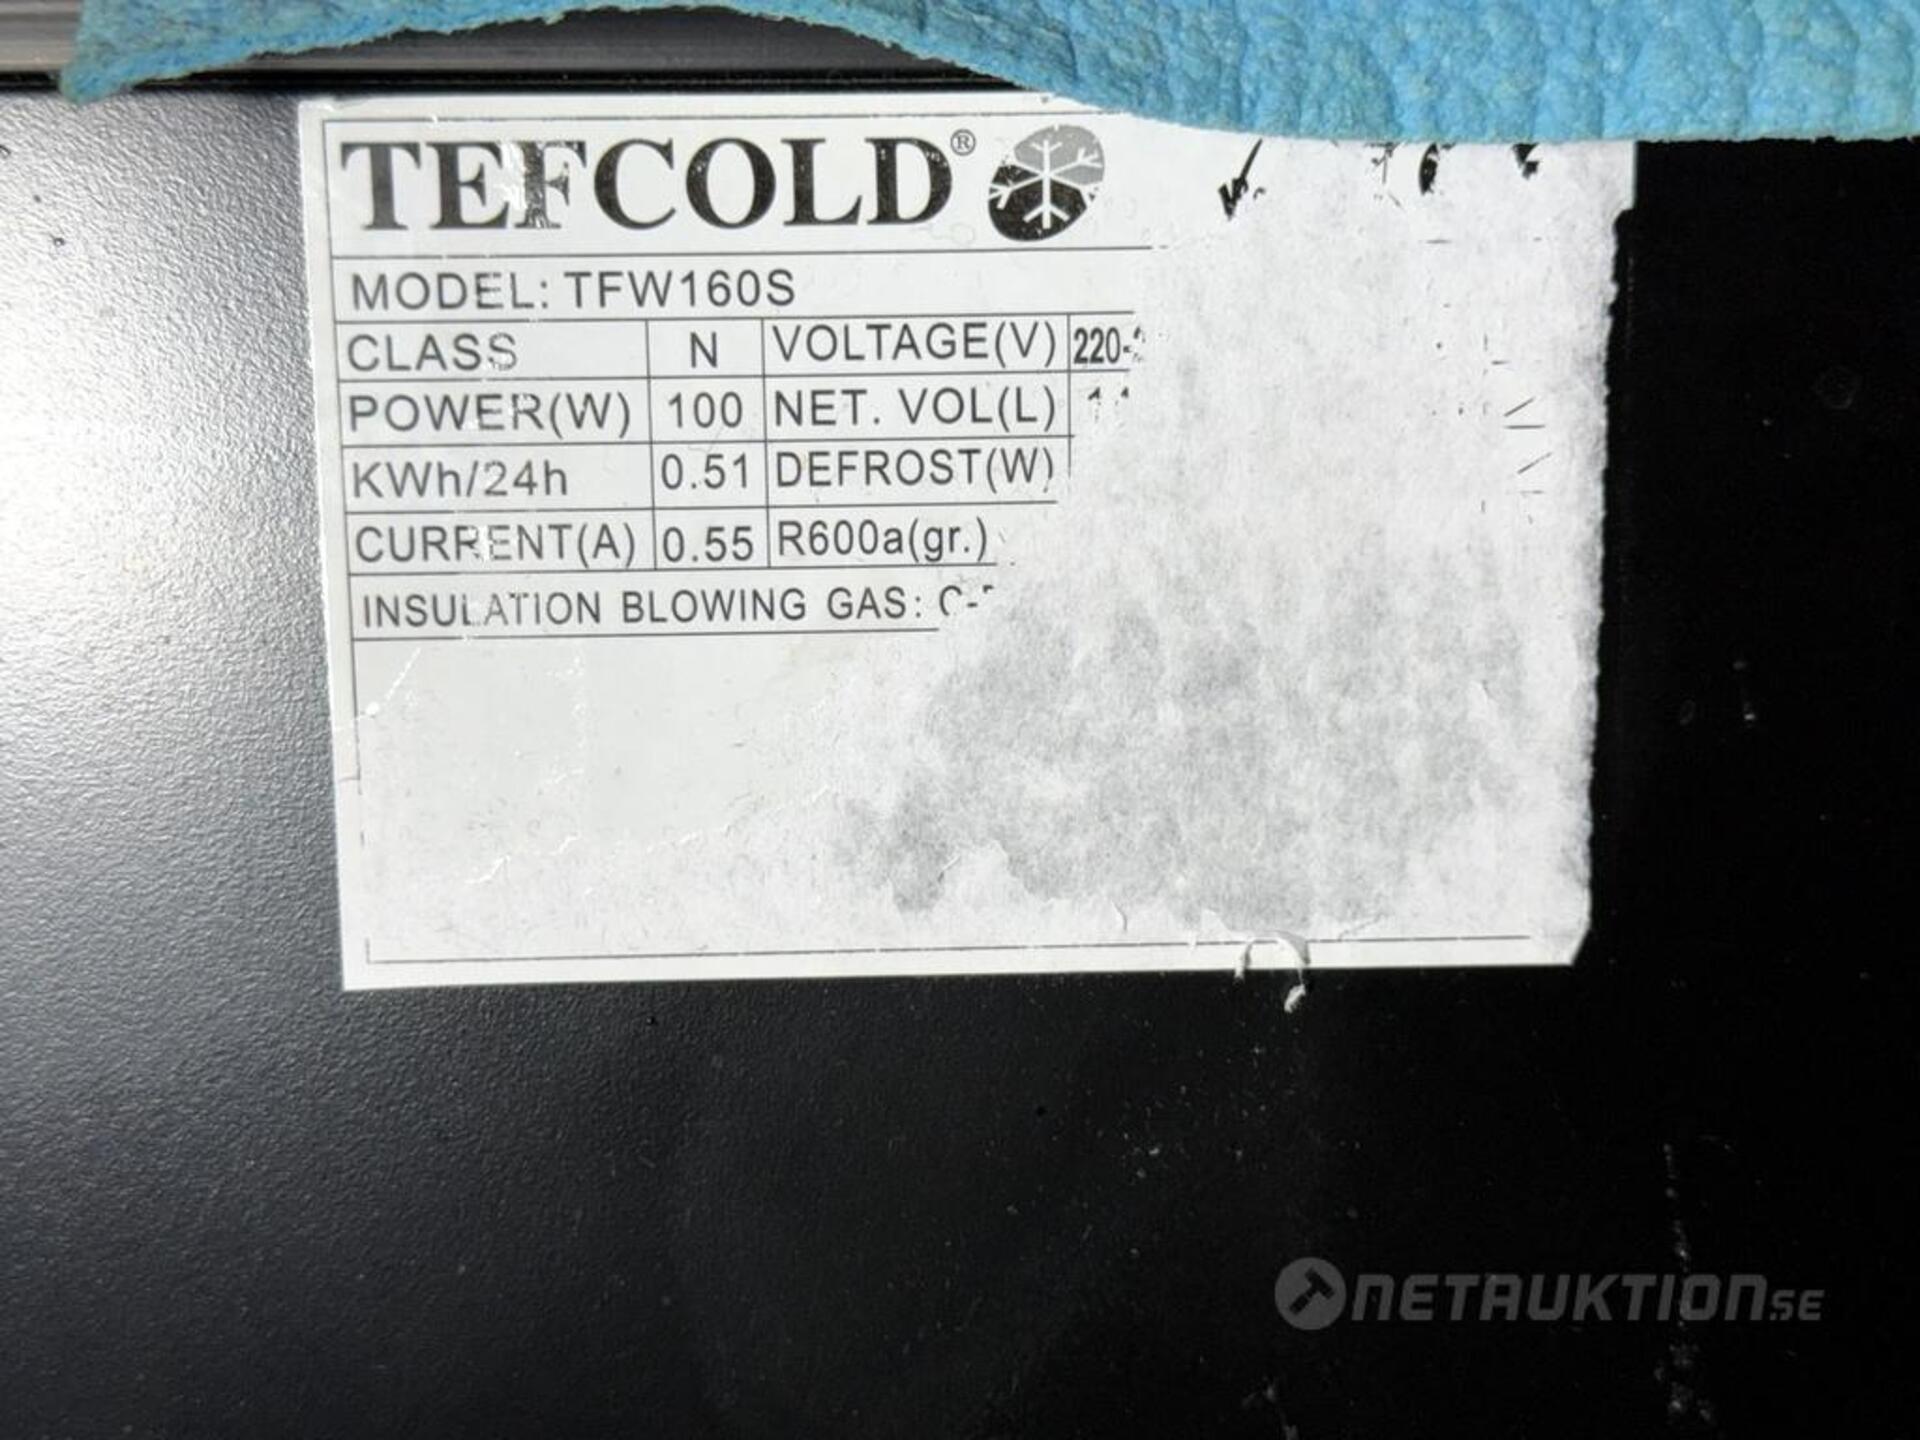 TEFCOLD®
MODEL: TFW160S
CLASS N VOLTAGE(V) 220-
POWER(W) 100 NET. VOL(L)
KWh/24h 0.51 DEFROST(W)
CURRENT(A) 0.55 R600a(gr.)
INSULATION BLOWING GAS: C-
NETAUKTION.SE